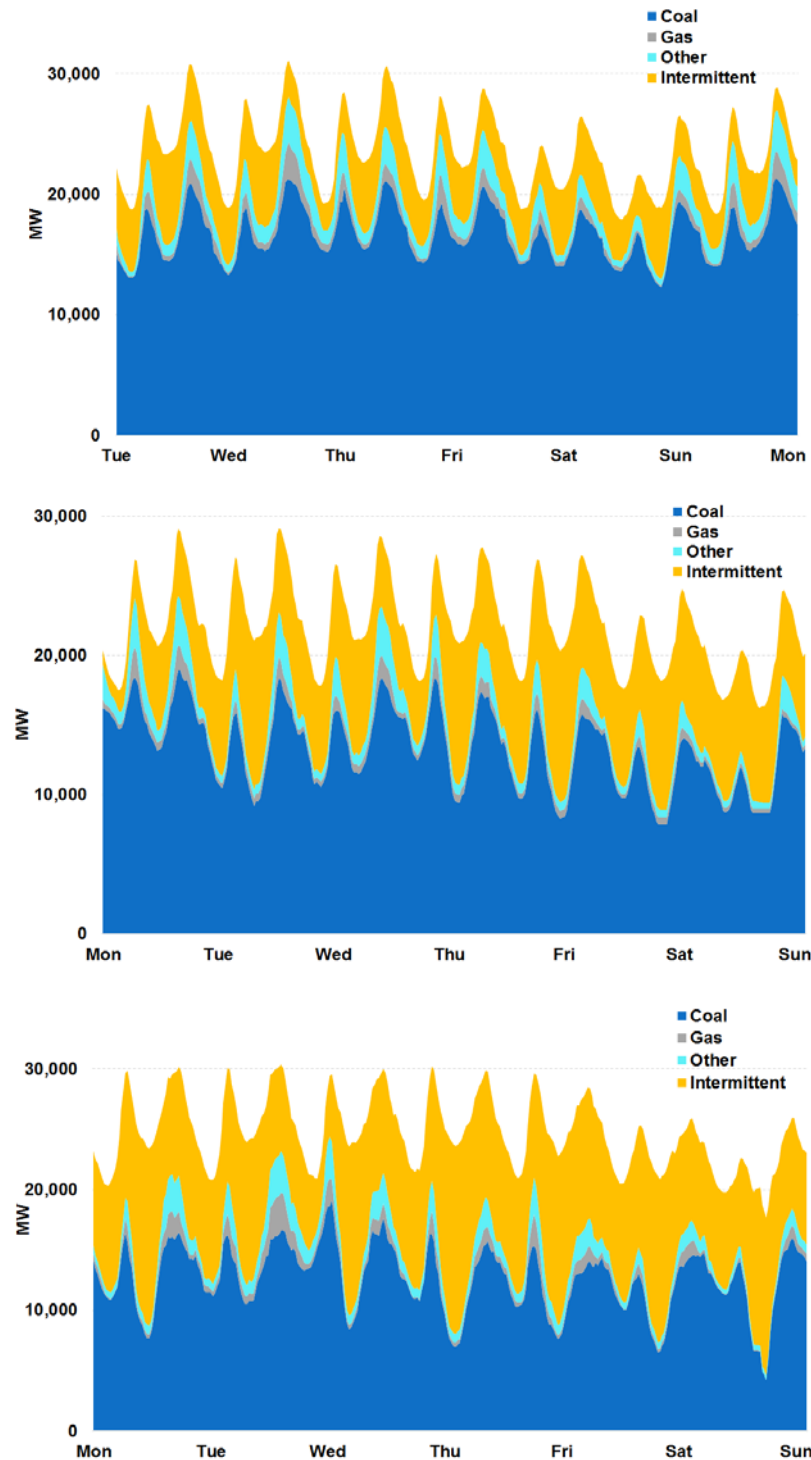 Coal
Gas
Other
Intermittent
30,000
20,000
MW
10,000
0
Tue Wed Thu Fri Sat Sun Mon
30,000
Coal
Gas
Other
Intermittent
20,000
MW
10,000
0
Mon Tue Wed Thu Fri Sat Sun
Coal
Gas
Other
Intermittent
30,000
20,000
MW
10,000
0
Mon Tue Wed Thu Fri Sat Sun